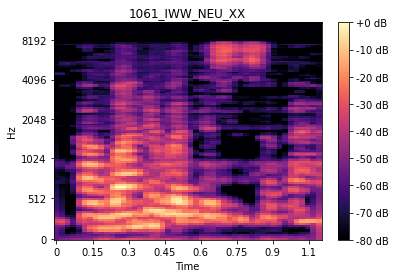 1061_IWW_NEU_XX
8192
4096
2048
1024
512
0
Hz
0
0.15
0.3
0.45
0.6
0.75
0.9
1.1
Time
+0 dB
-10 dB
-20 dB
-30 dB
-40 dB
-50 dB
-60 dB
-70 dB
-80 dB